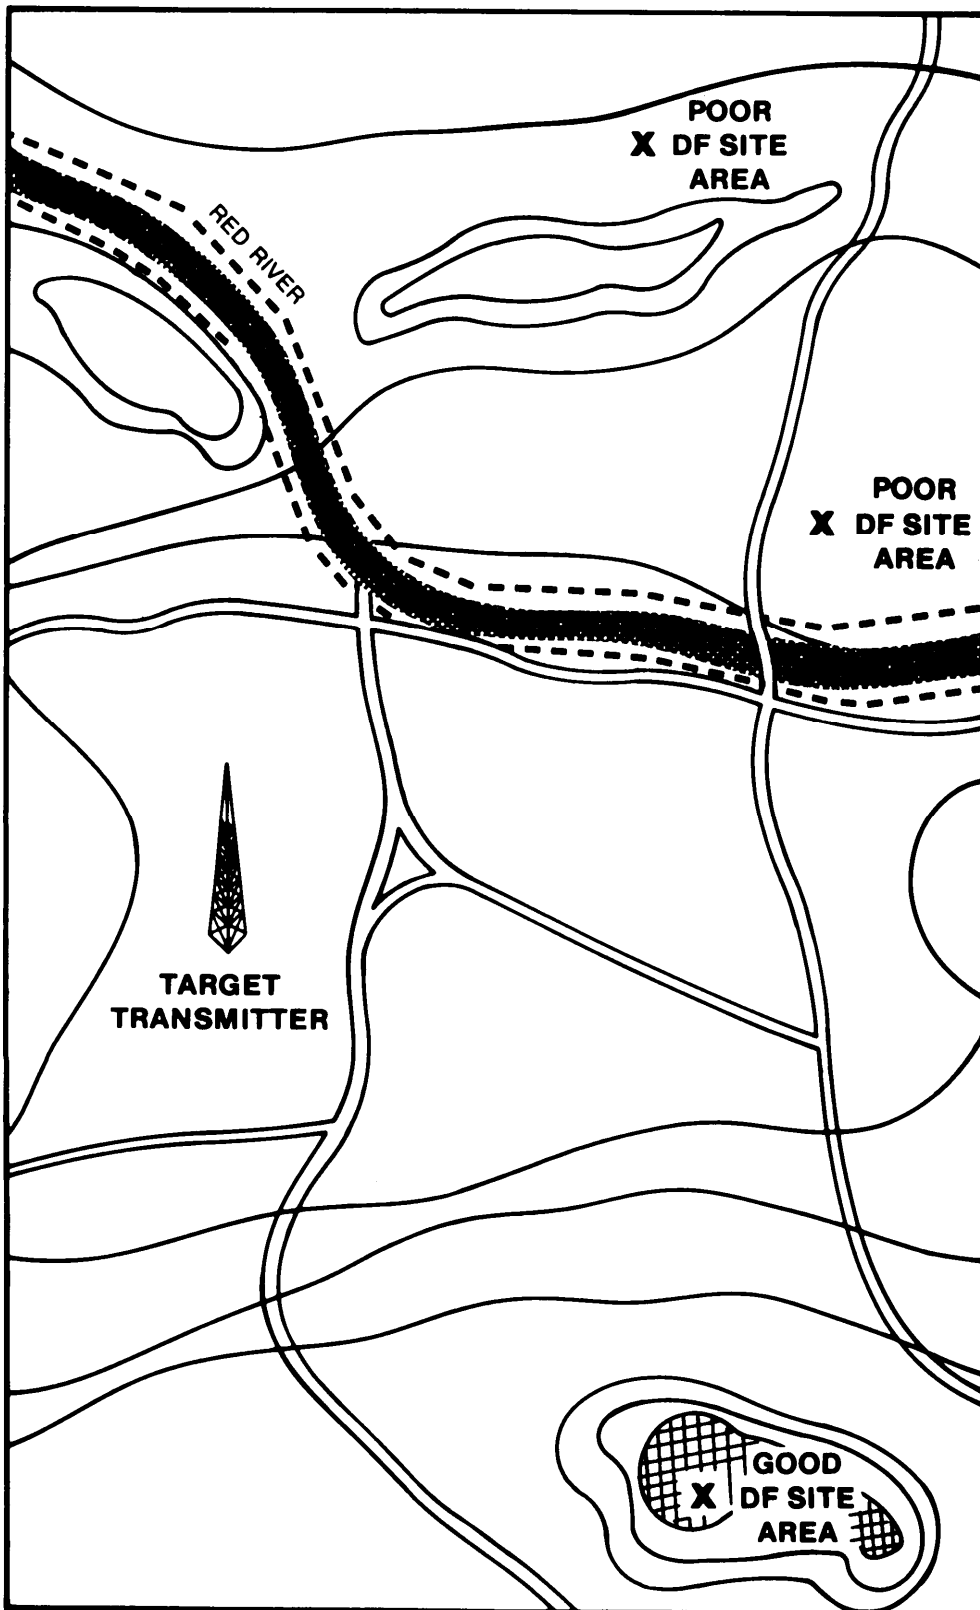 POOR
X DF SITE
AREA
RED RIVER
POOR
X DF SITE
AREA
TARGET
TRANSMITTER
GOOD
X DF SITE
AREA